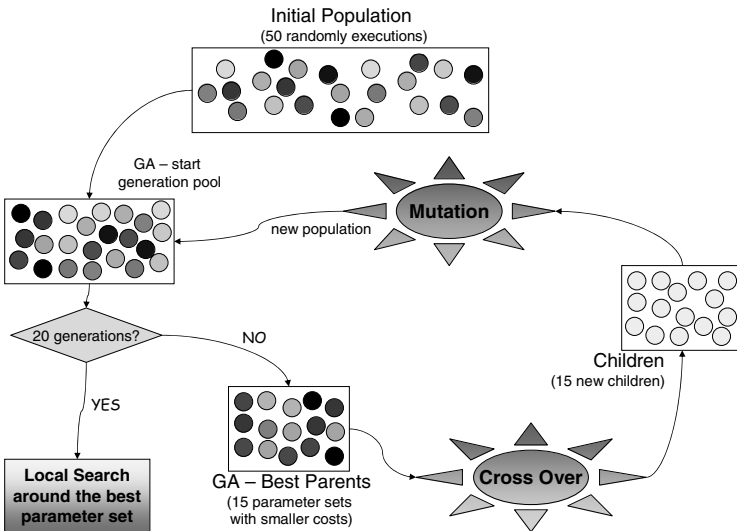 Initial Population
(50 randomly executions)
GA – start
generation pool
Mutation
new population
20 generations?
NO
YES
Children
(15 new children)
GA – Best Parents
(15 parameter sets
with smaller costs)
Cross Over
Local Search
around the best
parameter set